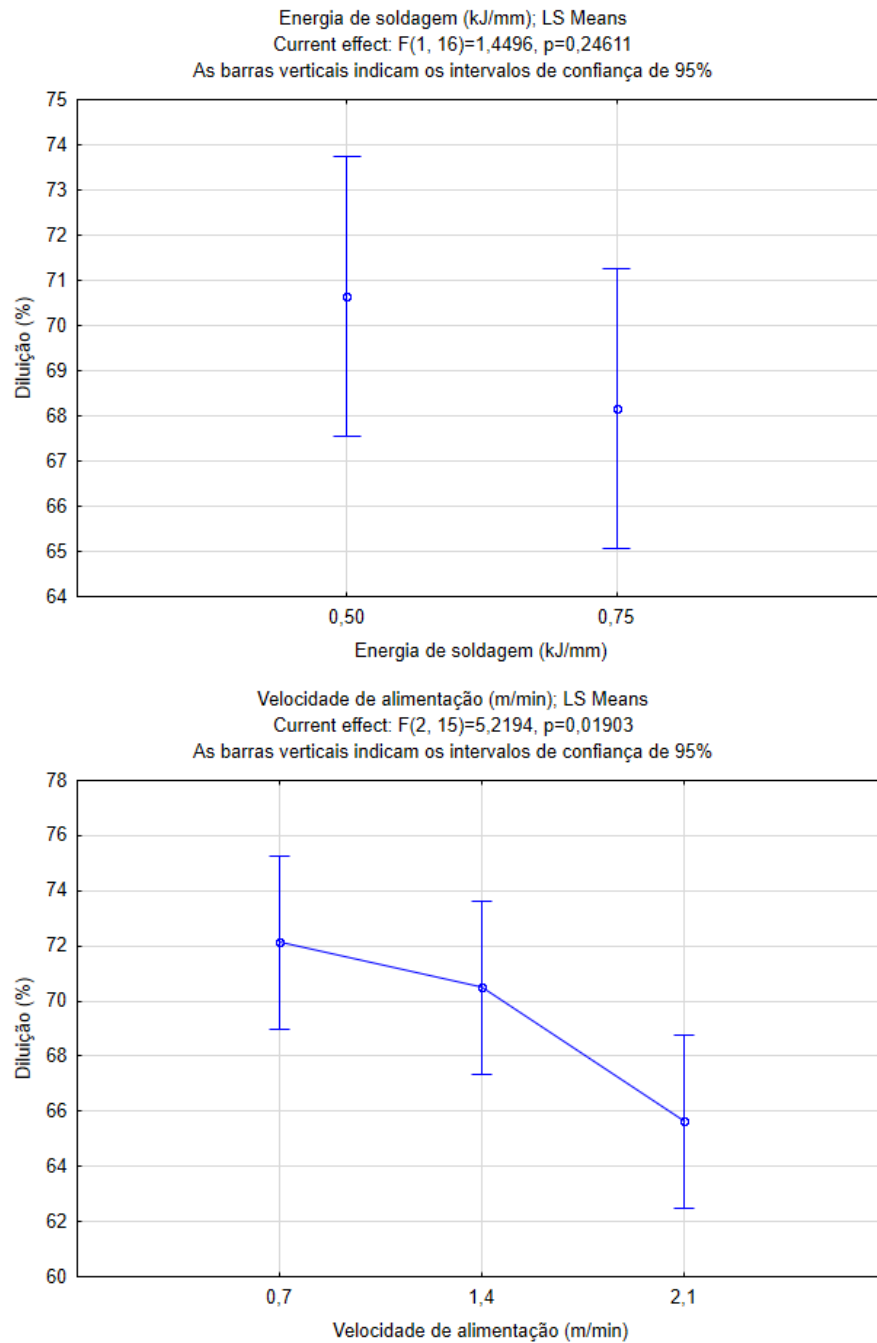 Energia de soldagem (kJ/mm); LS Means
Current effect: F(1, 16)=1,4496, p=0,24611
As barras verticais indicam os intervalos de confiança de 95%
75
74
73
72
71
70
69
68
67
66
65
64
Diluição (%)
0,50 0,75
Energia de soldagem (kJ/mm)
Velocidade de alimentação (m/min); LS Means
Current effect: F(2, 15)=5,2194, p=0,01903
As barras verticais indicam os intervalos de confiança de 95%
78
76
74
72
70
68
66
64
62
60
Diluição (%)
0,7 1,4 2,1
Velocidade de alimentação (m/min)